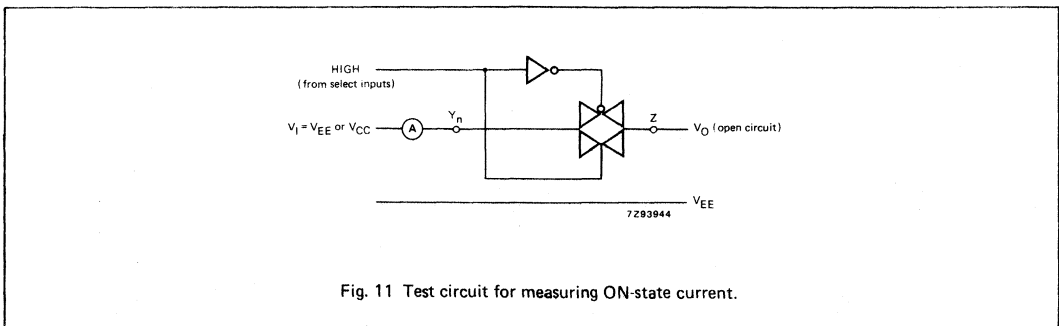 HIGH
(from select inputs)
V_I = V_EE or V_CC
A
Y_n
Z
V_O (open circuit)
V_EE
7Z93944
Fig. 11 Test circuit for measuring ON-state current.